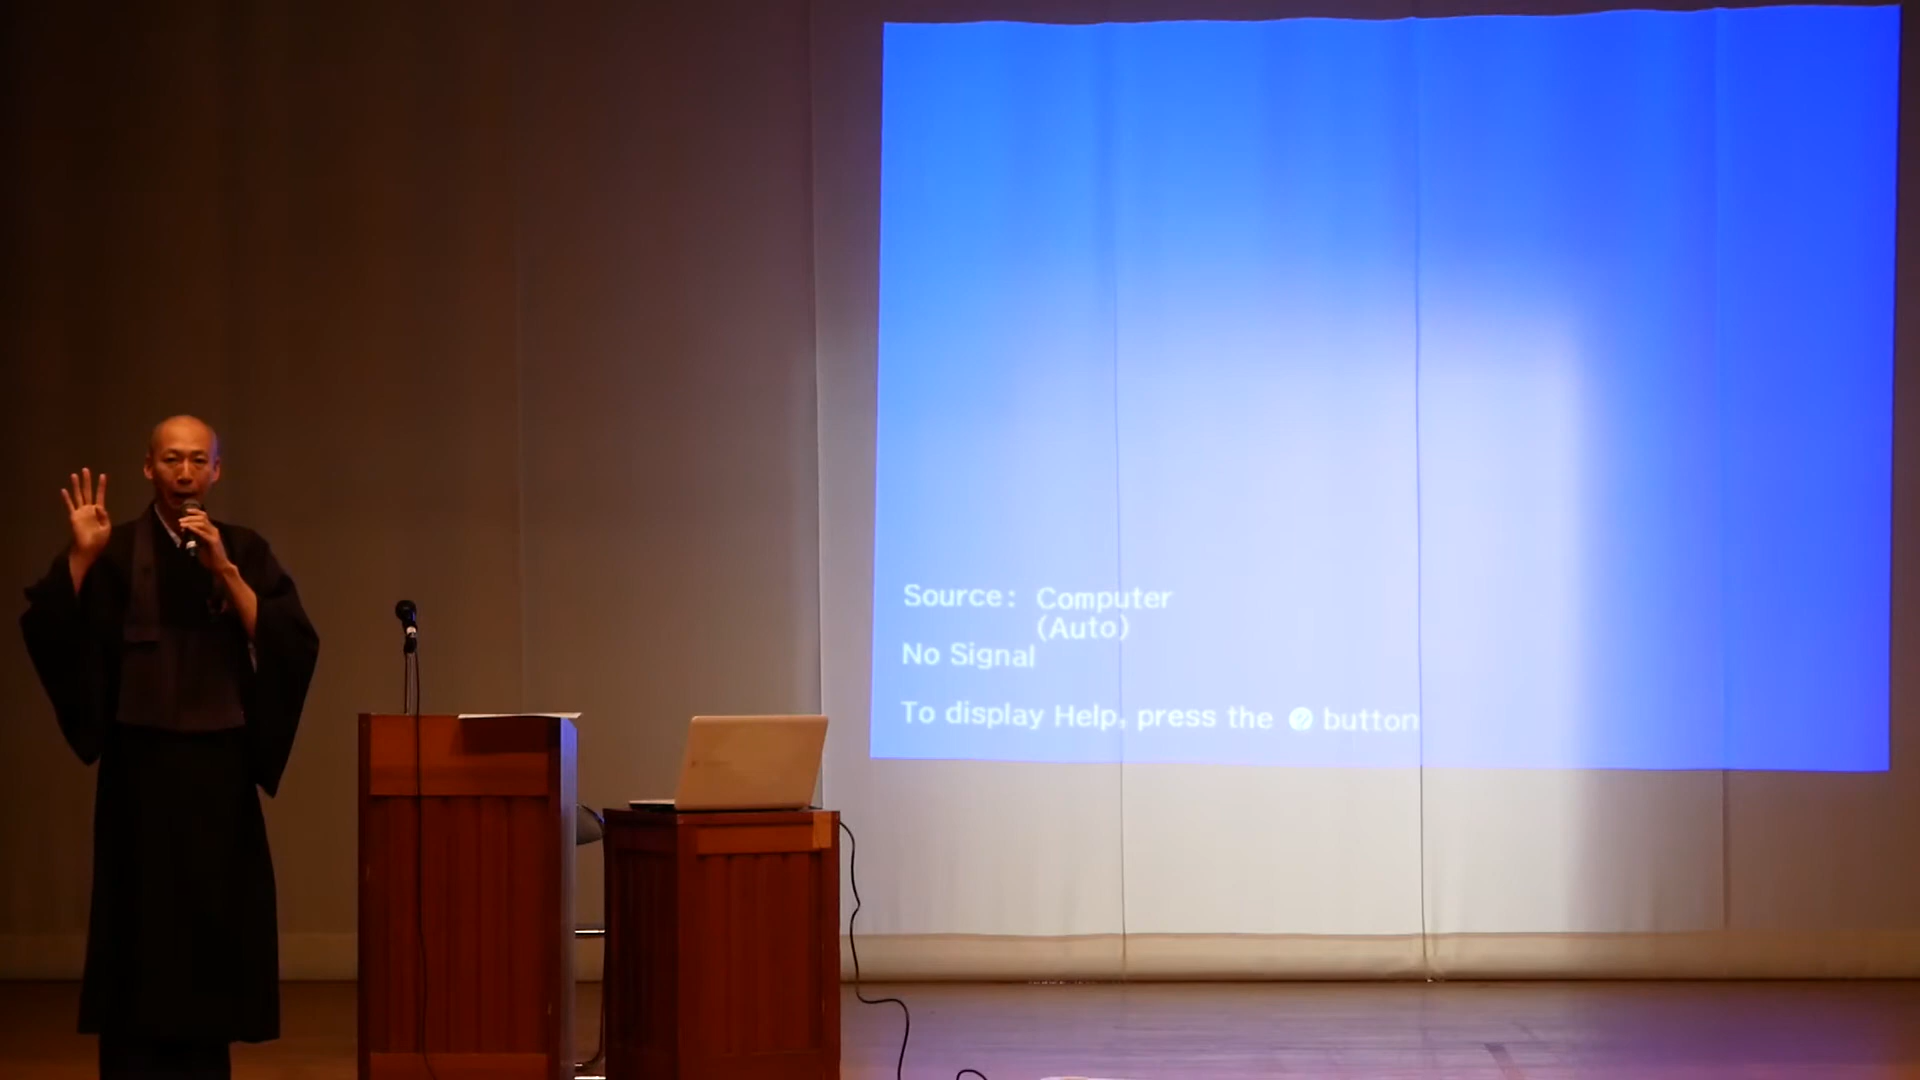 Source: Computer
(Auto)
No Signal
To display Help, press the button